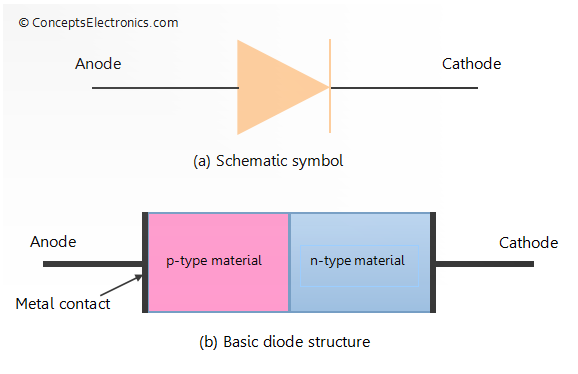 © ConceptsElectronics.com
Anode
Cathode
(a) Schematic symbol
Anode
Cathode
p-type material
n-type material
Metal contact
(b) Basic diode structure